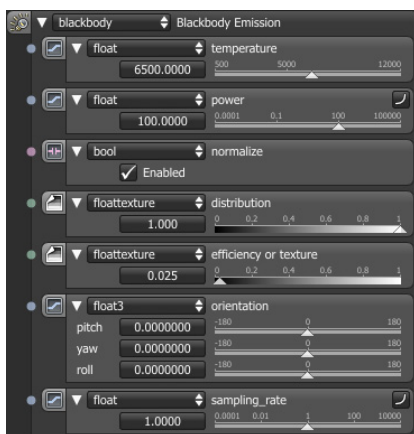 blackbody Blackbody Emission
float temperature
6500.0000 500 5000 12000
float power
100.0000 0.0001 0.1 100 100000
bool normalize
Enabled
floattexture distribution
1.000 0 0.2 0.4 0.6 0.8 1
floattexture efficiency or texture
0.025 0 0.2 0.4 0.6 0.8 1
float3 orientation
pitch 0.0000000 -180 0 180
yaw 0.0000000 -180 0 180
roll 0.0000000 -180 0 180
float sampling_rate
1.0000 0.0001 0.01 1 100 10000